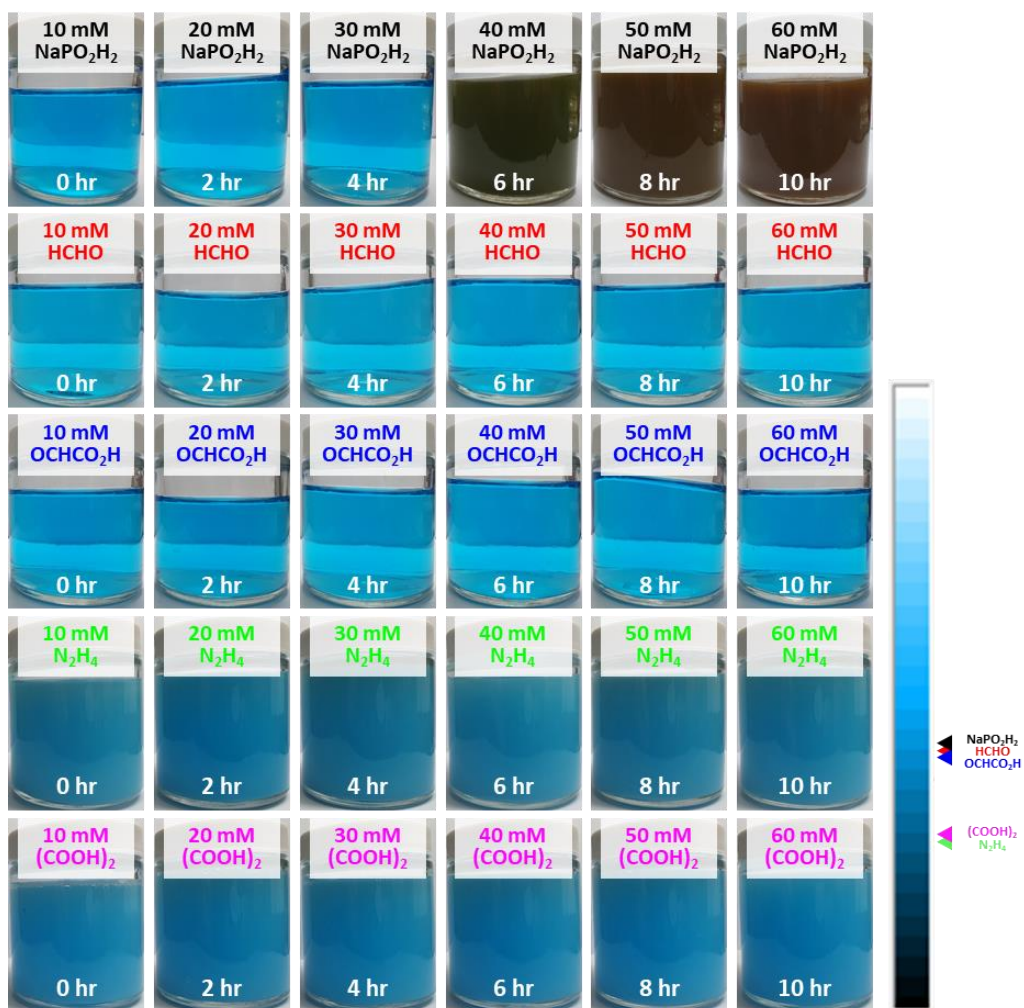 10 mM
NaPO₂H₂
0 hr
20 mM
NaPO₂H₂
2 hr
30 mM
NaPO₂H₂
4 hr
40 mM
NaPO₂H₂
6 hr
50 mM
NaPO₂H₂
8 hr
60 mM
NaPO₂H₂
10 hr
10 mM
HCHO
0 hr
20 mM
HCHO
2 hr
30 mM
HCHO
4 hr
40 mM
HCHO
6 hr
50 mM
HCHO
8 hr
60 mM
HCHO
10 hr
10 mM
OCHCO₂H
0 hr
20 mM
OCHCO₂H
2 hr
30 mM
OCHCO₂H
4 hr
40 mM
OCHCO₂H
6 hr
50 mM
OCHCO₂H
8 hr
60 mM
OCHCO₂H
10 hr
10 mM
N₂H₄
0 hr
20 mM
N₂H₄
2 hr
30 mM
N₂H₄
4 hr
40 mM
N₂H₄
6 hr
50 mM
N₂H₄
8 hr
60 mM
N₂H₄
10 hr
10 mM
(COOH)₂
0 hr
20 mM
(COOH)₂
2 hr
30 mM
(COOH)₂
4 hr
40 mM
(COOH)₂
6 hr
50 mM
(COOH)₂
8 hr
60 mM
(COOH)₂
10 hr
NaPO₂H₂
HCHO
OCHCO₂H
(COOH)₂
N₂H₄